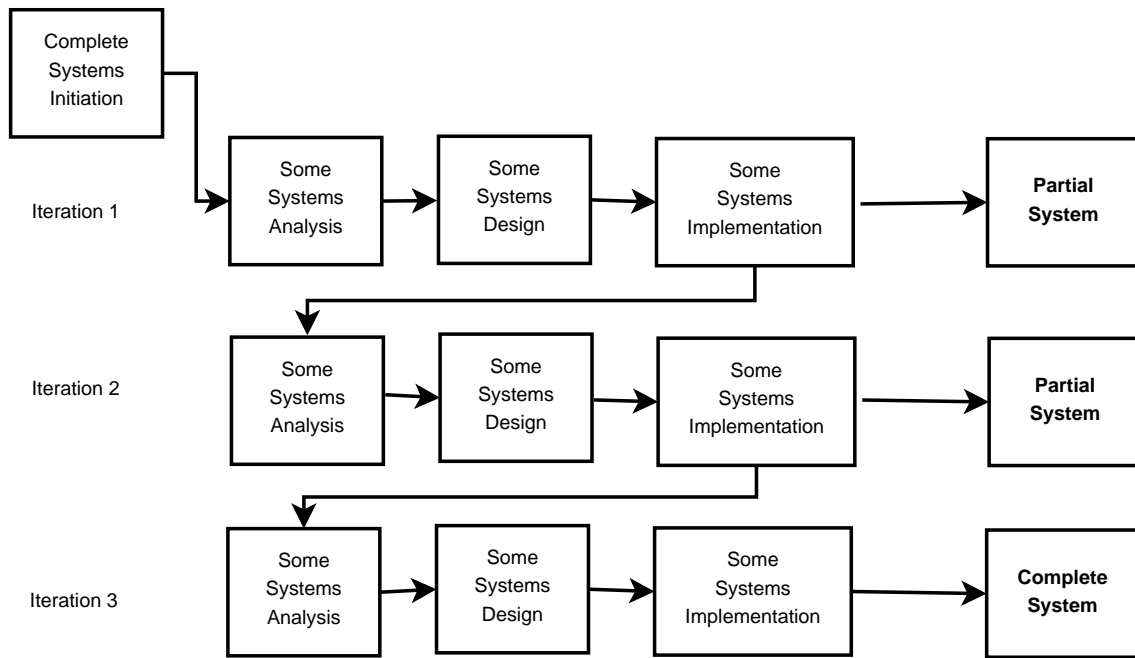 Complete
Systems
Initiation
Iteration 1
Some
Systems
Analysis
Some
Systems
Design
Some
Systems
Implementation
Partial
System
Iteration 2
Some
Systems
Analysis
Some
Systems
Design
Some
Systems
Implementation
Partial
System
Iteration 3
Some
Systems
Analysis
Some
Systems
Design
Some
Systems
Implementation
Complete
System